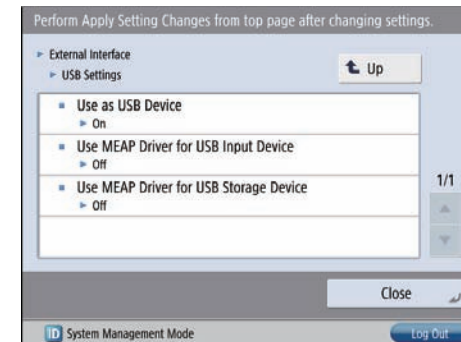 Perform Apply Setting Changes from top page after changing settings.
External Interface
USB Settings
Up
Use as USB Device
On
Use MEAP Driver for USB Input Device
Off
Use MEAP Driver for USB Storage Device
Off
1/1
Close
ID System Management Mode
Log Out